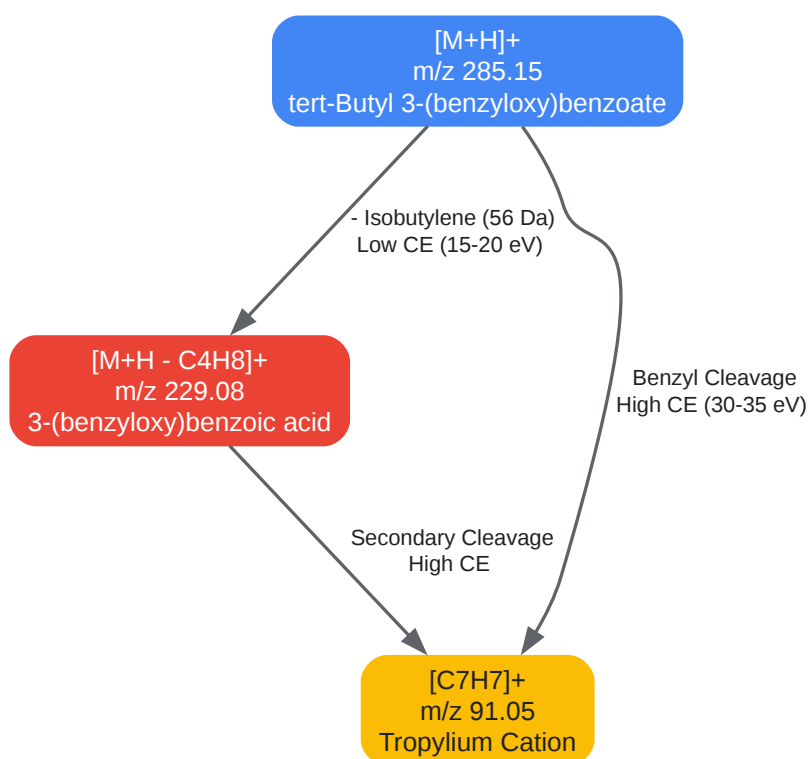 [M+H]+
m/z 285.15
tert-Butyl 3-(benzyloxy)benzoate
- Isobutylene (56 Da)
Low CE (15-20 eV)
[M+H - C4H8]+
m/z 229.08
3-(benzyloxy)benzoic acid
Benzyl Cleavage
High CE (30-35 eV)
Secondary Cleavage
High CE
[C7H7]+
m/z 91.05
Tropylium Cation